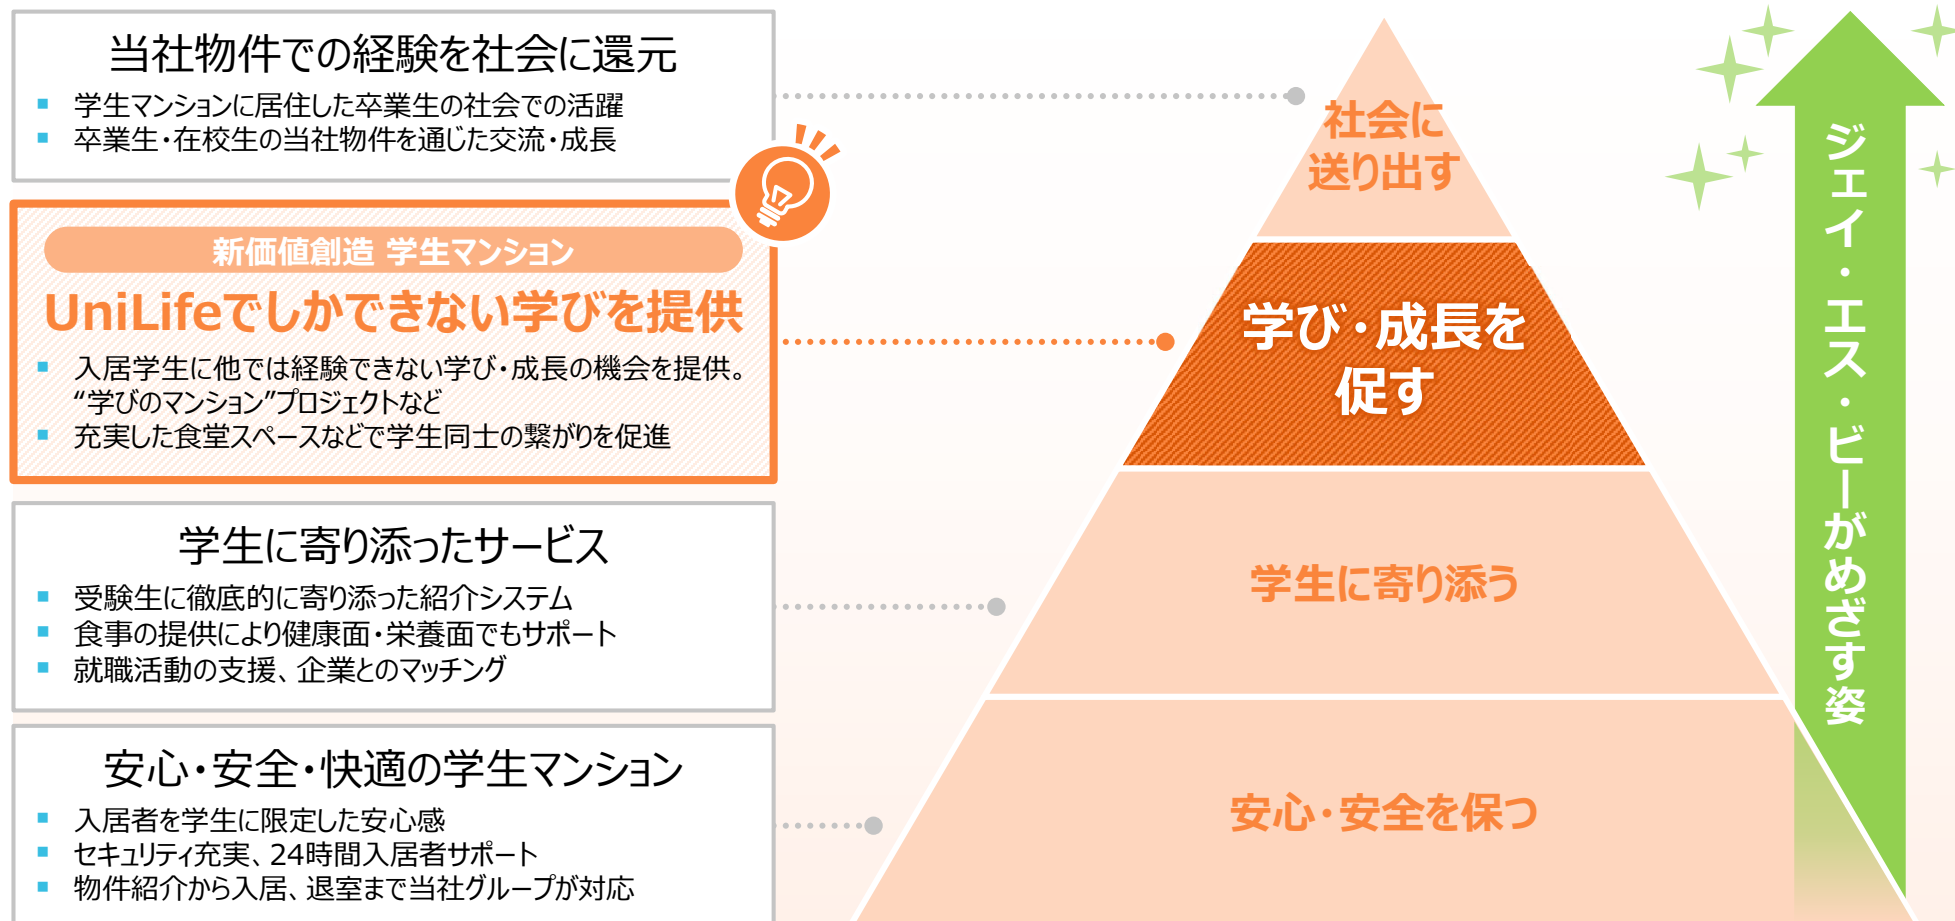 当社物件での経験を社会に還元
学生マンションに居住した卒業生の社会での活躍
卒業生・在校生の当社物件を通じた交流・成長
新価値創造 学生マンション
UniLifeでしかできない学びを提供
入居学生に他では経験できない学び・成長の機会を提供。
“学びのマンション”プロジェクトなど
充実した食堂スペースなどで学生同士の繋がりを促進
学生に寄り添ったサービス
受験生に徹底的に寄り添った紹介システム
食事の提供により健康面・栄養面でもサポート
就職活動の支援、企業とのマッチング
安心・安全・快適の学生マンション
入居者を学生に限定した安心感
セキュリティ充実、24時間入居者サポート
物件紹介から入居、退室まで当社グループが対応
社会に
送り出す
学び・成長を
促す
学生に寄り添う
安心・安全を保つ
ジェイ・エス・ビーがめざす姿